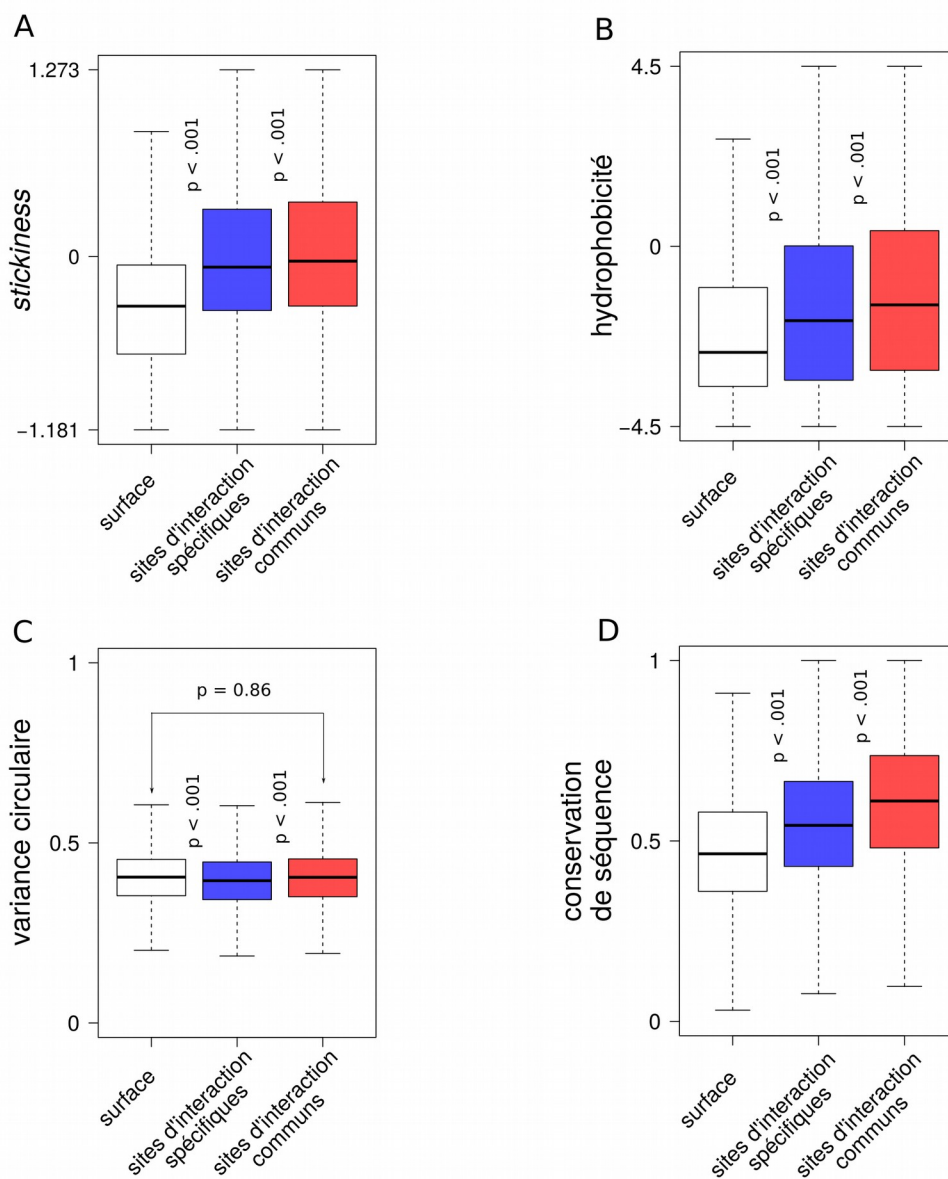 A
1.273
0
−1.181
stickiness
p < .001
p < .001
surface
sites d'interaction
spécifiques
sites d'interaction
communs
B
4.5
0
−4.5
hydrophobicité
p < .001
p < .001
surface
sites d'interaction
spécifiques
sites d'interaction
communs
C
1
0.5
0
variance circulaire
p = 0.86
p < .001
p < .001
surface
sites d'interaction
spécifiques
sites d'interaction
communs
D
1
0.5
0
conservation
de séquence
p < .001
p < .001
surface
sites d'interaction
spécifiques
sites d'interaction
communs